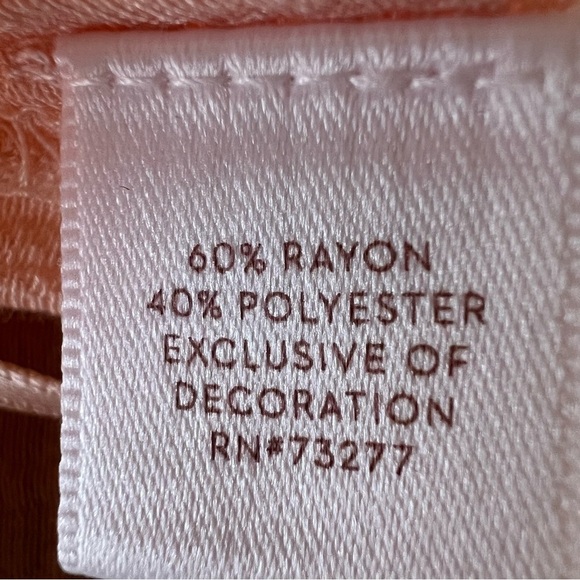 60% RAYON
40% POLYESTER
EXCLUSIVE OF
DECORATION
RN#73277